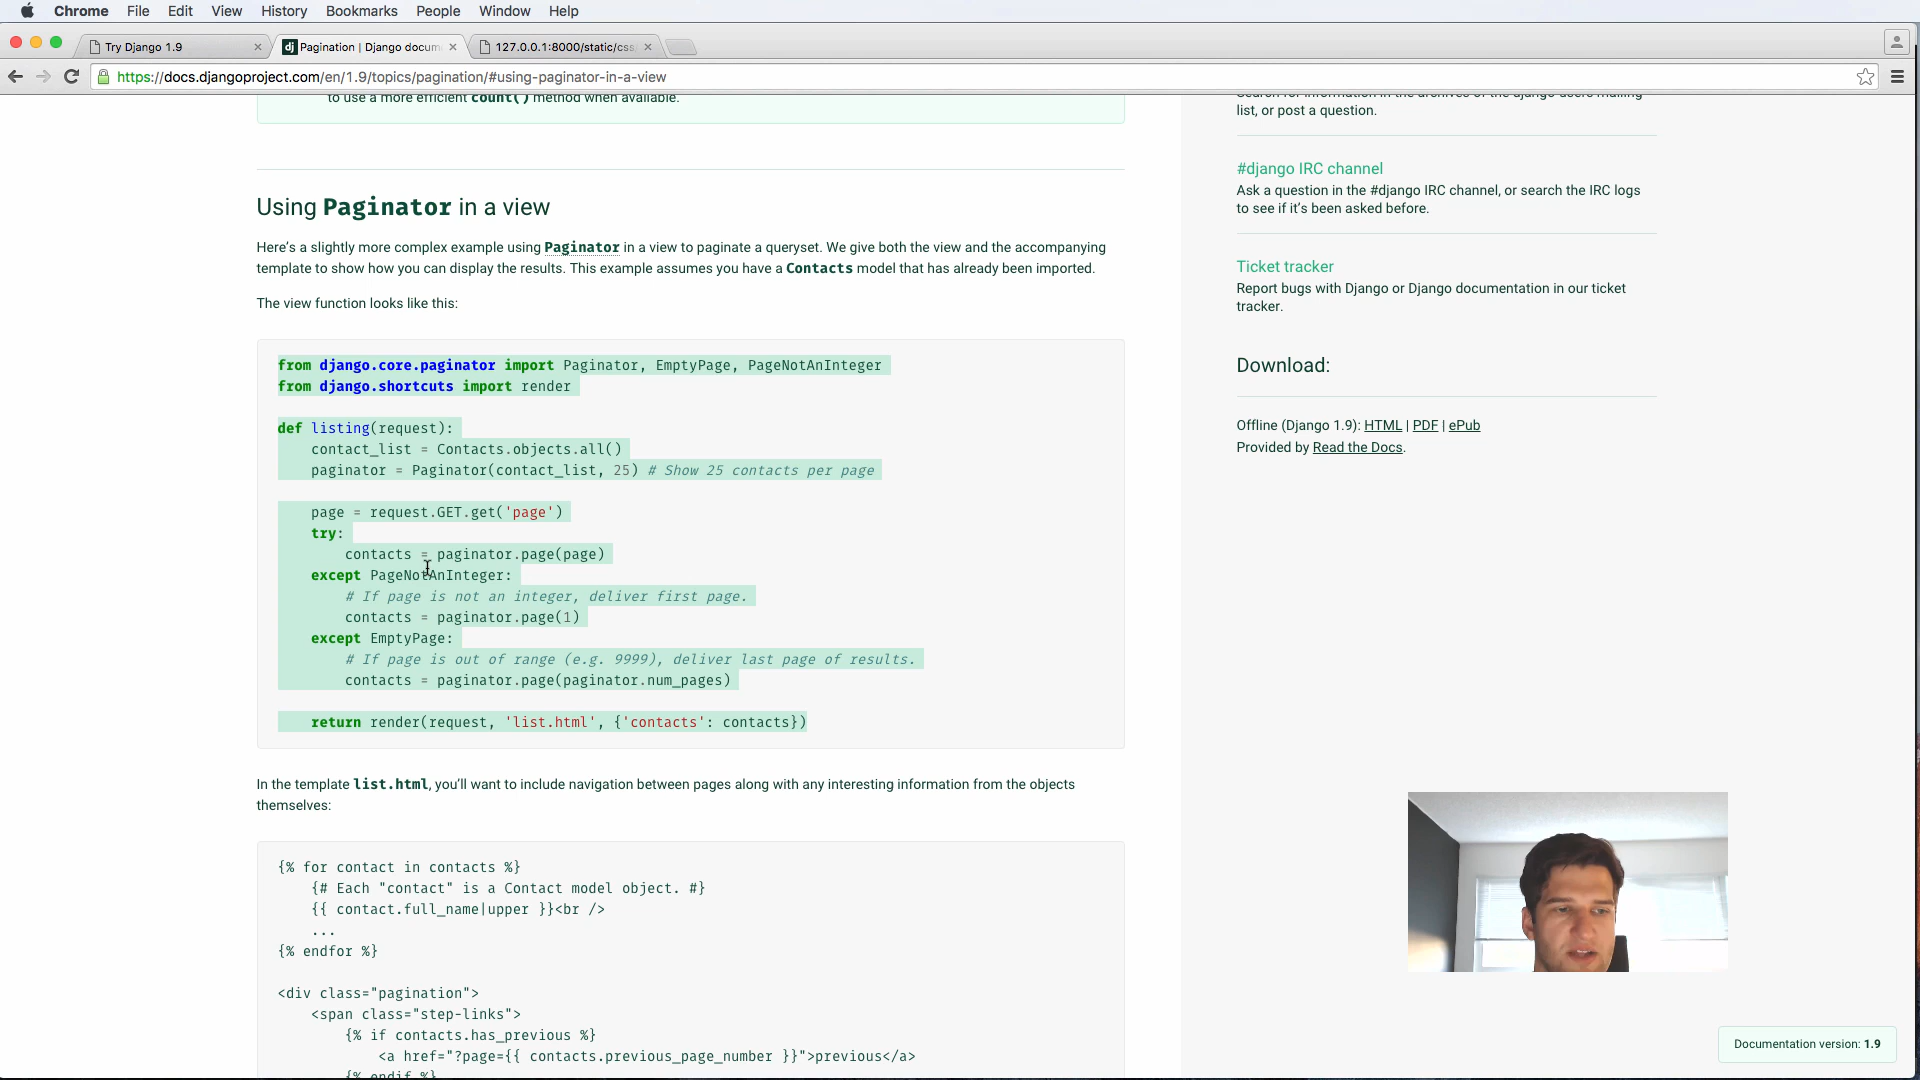 Chrome File Edit View History Bookmarks People Window Help
Try Django 1.9
dj Pagination | Django docum
127.0.0.1:8000/static/css
https://docs.djangoproject.com/en/1.9/topics/pagination/#using-paginator-in-a-view
to use a more efficient count() method when available.
Using Paginator in a view
Here's a slightly more complex example using Paginator in a view to paginate a queryset. We give both the view and the accompanying
template to show how you can display the results. This example assumes you have a Contacts model that has already been imported.
The view function looks like this:
from django.core.paginator import Paginator, EmptyPage, PageNotAnInteger
from django.shortcuts import render
def listing(request):
contact_list = Contacts.objects.all()
paginator = Paginator(contact_list, 25) # Show 25 contacts per page
page = request.GET.get('page')
try:
contacts = paginator.page(page)
except PageNotAnInteger:
# If page is not an integer, deliver first page.
contacts = paginator.page(1)
except EmptyPage:
# If page is out of range (e.g. 9999), deliver last page of results.
contacts = paginator.page(paginator.num_pages)
return render(request, 'list.html', {'contacts': contacts})
In the template list.html, you'll want to include navigation between pages along with any interesting information from the objects
themselves:
{% for contact in contacts %}
{# Each "contact" is a Contact model object. #}
{{ contact.full_name|upper }}<br />
...
{% endfor %}
<div class="pagination">
<span class="step-links">
{% if contacts.has_previous %}
<a href="?page={{ contacts.previous_page_number }}">previous</a>
{% endif %}
Search for information in the archives of the django-users mailing
list, or post a question.
#django IRC channel
Ask a question in the #django IRC channel, or search the IRC logs
to see if it's been asked before.
Ticket tracker
Report bugs with Django or Django documentation in our ticket
tracker.
Download:
Offline (Django 1.9): HTML | PDF | ePub
Provided by Read the Docs.
Documentation version: 1.9